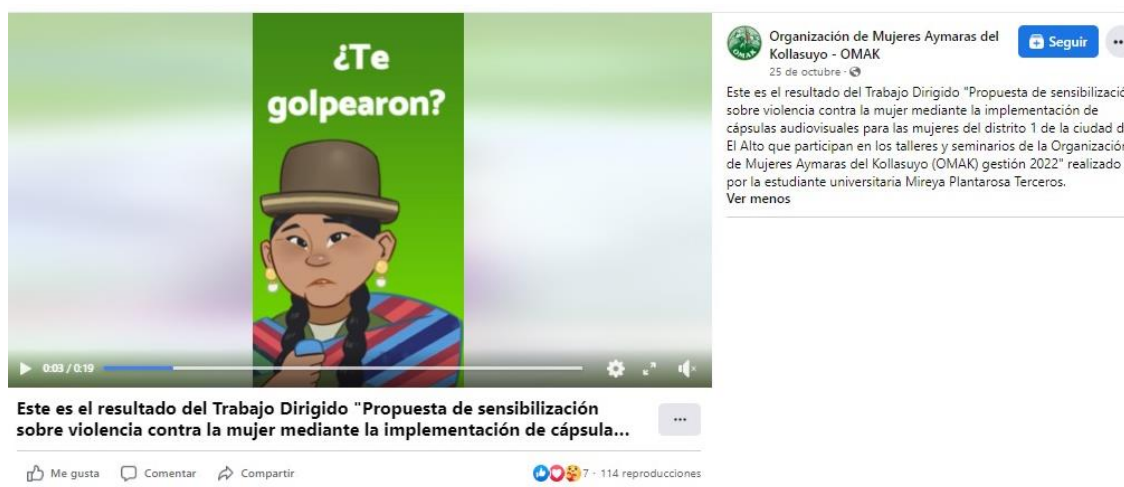 ¿Te
golpearon?
0:03 / 0:19
Este es el resultado del Trabajo Dirigido "Propuesta de sensibilización
sobre violencia contra la mujer mediante la implementación de cápsula...
Me gusta
Comentar
Compartir
7 · 114 reproducciones
OMAK
Organización de Mujeres Aymaras del
Kollasuyo - OMAK
Seguir
25 de octubre ·
Este es el resultado del Trabajo Dirigido "Propuesta de sensibilizació
sobre violencia contra la mujer mediante la implementación de
cápsulas audiovisuales para las mujeres del distrito 1 de la ciudad d
El Alto que participan en los talleres y seminarios de la Organización
de Mujeres Aymaras del Kollasuyo (OMAK) gestión 2022" realizado
por la estudiante universitaria Mireya Plantarosa Terceros.
Ver menos